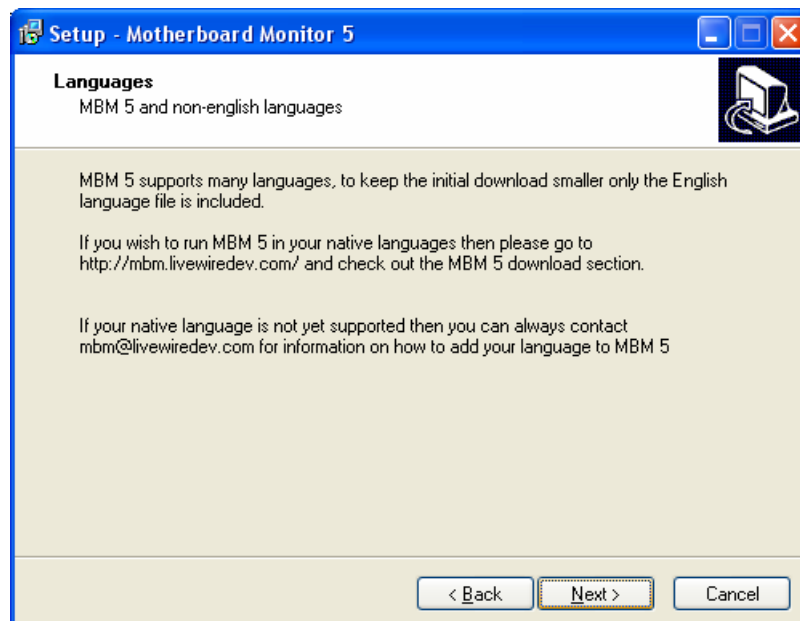 Setup - Motherboard Monitor 5
Languages
MBM 5 and non-english languages
MBM 5 supports many languages, to keep the initial download smaller only the English
language file is included.
If you wish to run MBM 5 in your native languages then please go to
http://mbm.livewiredev.com/ and check out the MBM 5 download section.
If your native language is not yet supported then you can always contact
mbm@livewiredev.com for information on how to add your language to MBM 5
< Back
Next >
Cancel